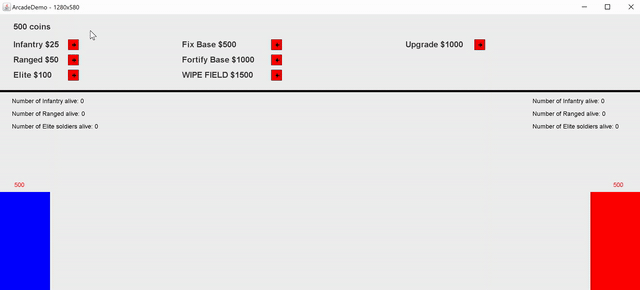 ArcadeDemo - 1280x580
500 coins
Infantry $25 +
Fix Base $500 +
Upgrade $1000 +
Ranged $50 +
Fortify Base $1000 +
Elite $100 +
WIPE FIELD $1500 +
Number of Infantry alive: 0
Number of Infantry alive: 0
Number of Ranged alive: 0
Number of Ranged alive: 0
Number of Elite soldiers alive: 0
Number of Elite soldiers alive: 0
500
500